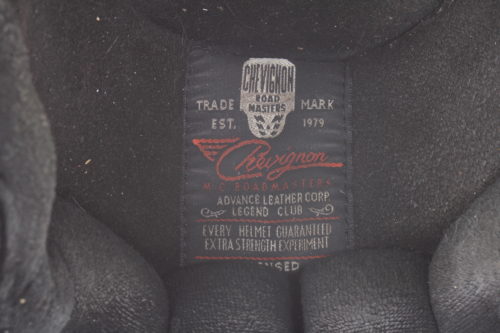 CHEVIGNON
ROAD
MASTERS
TRADE MARK
EST. 1979
Chevignon
M/C ROADMASTERS
ADVANCE LEATHER CORP.
LEGEND CLUB
EVERY HELMET GUARANTEED
EXTRA STRENGTH EXPERIMENT